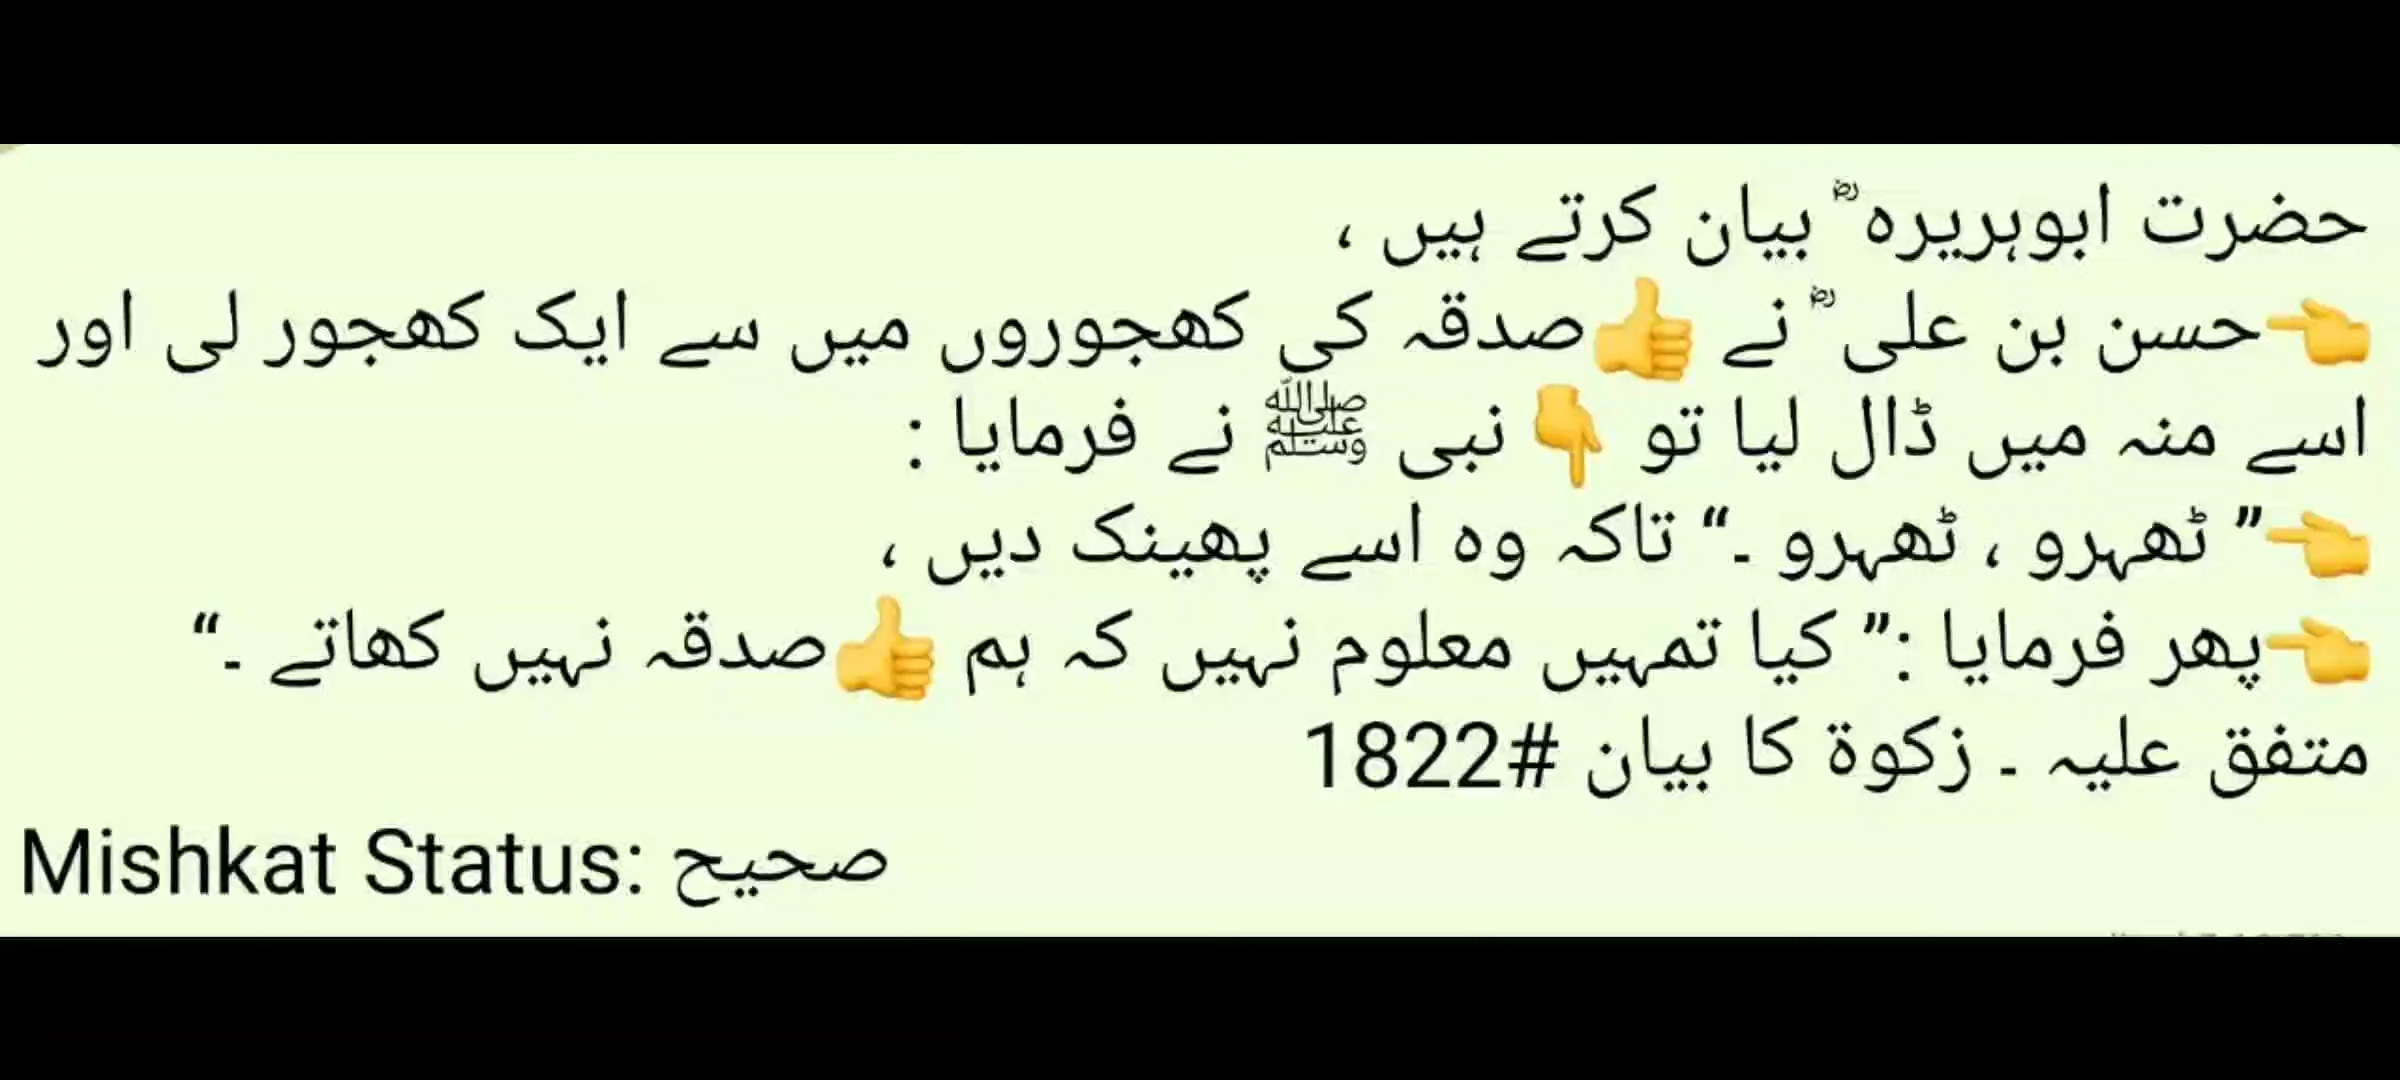 حضرت ابوہریرہ ؓ بیان کرتے ہیں ،
👈حسن بن علی ؓ نے 👍صدقہ کی کھجوروں میں سے ایک کھجور لی اور
اسے منہ میں ڈال لیا تو 👇نبی ﷺ نے فرمایا :
👈” ٹھہرو ، ٹھہرو ۔“ تاکہ وہ اسے پھینک دیں ،
👈پھر فرمایا :” کیا تمہیں معلوم نہیں کہ ہم 👍صدقہ نہیں کھاتے ۔“
متفق علیہ ۔ زکوۃ کا بیان #1822
Mishkat Status: صحیح